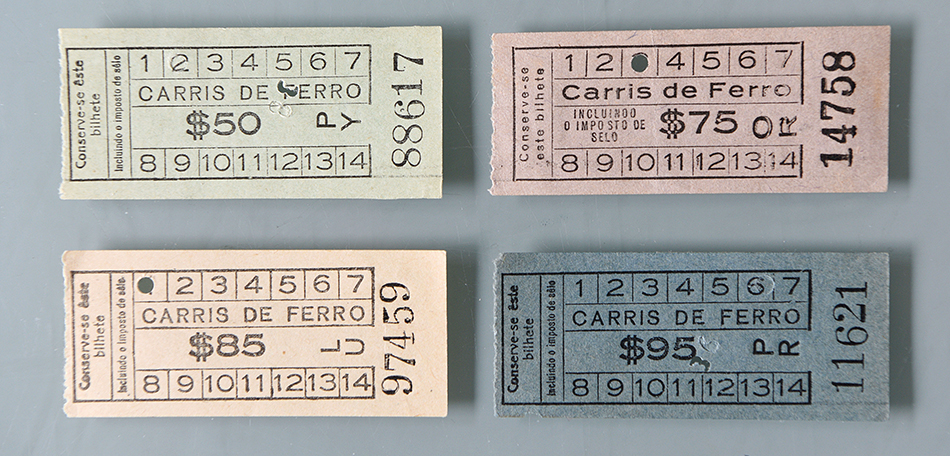 Conserve-se êste
bilhete
Incluindo o imposto de sêlo
1 2 3 4 5 6 7
CARRIS DE FERRO
$50
PY
8 9 10 11 12 13 14
88617
Conserve-se
este bilhete
1 2 4 5 6 7
Carris de Ferro
INCLUINDO
O IMPOSTO DE
SELO
$75
OR
8 9 10 11 12 13 14
14758
Conserve-se êste
bilhete
Incluindo o imposto de sêlo
2 3 4 5 6 7
CARRIS DE FERRO
$85
LU
8 9 10 11 12 13 14
97459
Conserve-se êste
bilhete
Incluindo o imposto de sêlo
1 2 3 4 5 6 7
CARRIS DE FERRO
$95
PR
8 9 10 11 12 13 14
11621